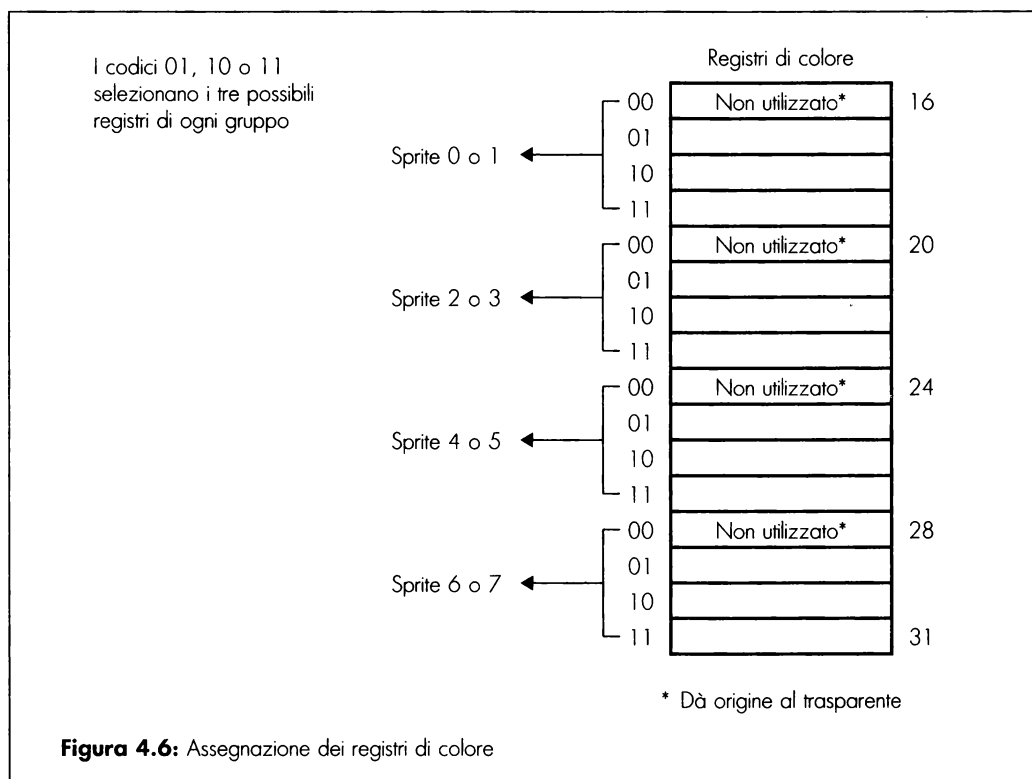 I codici 01, 10 o 11
selezionano i tre possibili
registri di ogni gruppo
Registri di colore
00 Non utilizzato* 16
01
Sprite 0 o 1
10
11
00 Non utilizzato* 20
01
Sprite 2 o 3
10
11
00 Non utilizzato* 24
01
Sprite 4 o 5
10
11
00 Non utilizzato* 28
01
Sprite 6 o 7
10
11 31
* Dà origine al trasparente
Figura 4.6: Assegnazione dei registri di colore